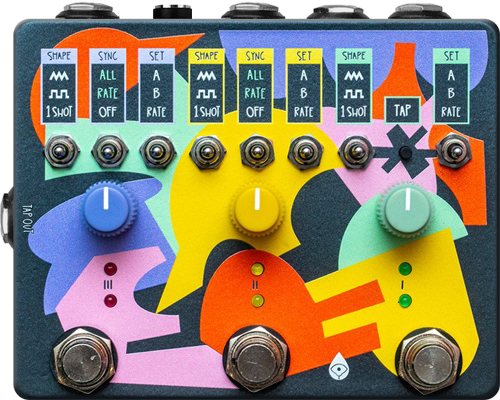 SHAPE
1SHOT
SYNC
ALL
RATE
OFF
SET
A
B
RATE
SHAPE
1SHOT
SYNC
ALL
RATE
OFF
SET
A
B
RATE
SHAPE
1SHOT
TAP
SET
A
B
RATE
TAP OUT
III
II
I